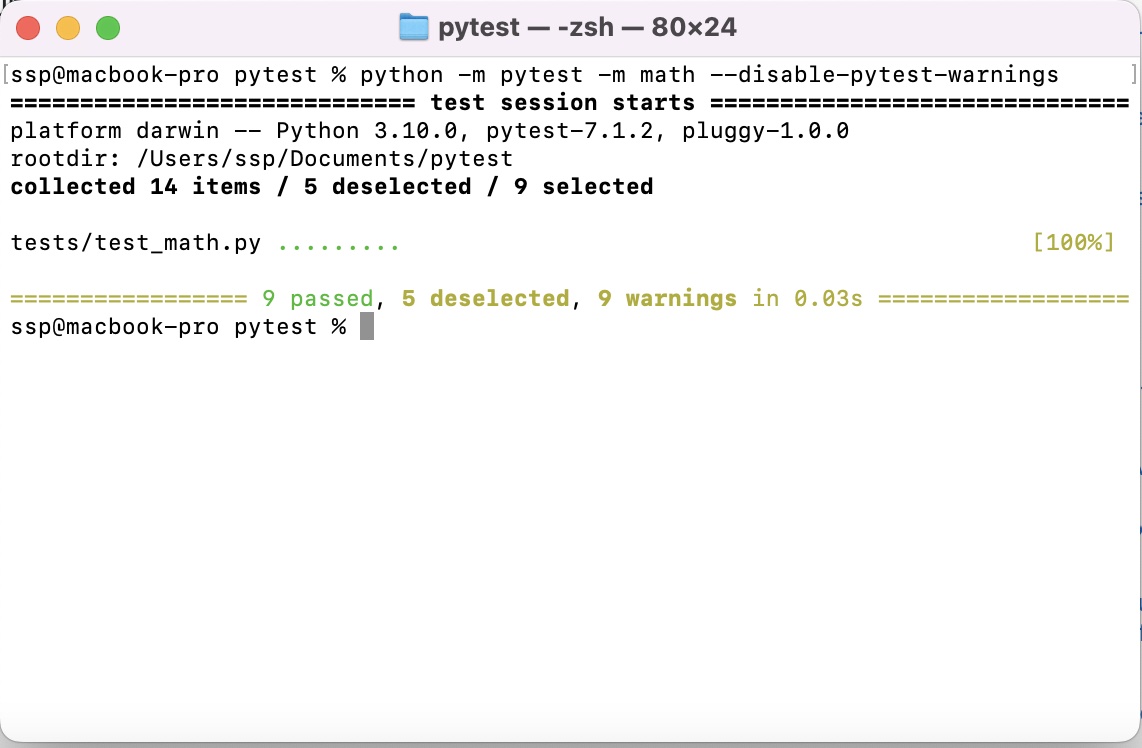 pytest — -zsh — 80×24
[ssp@macbook-pro pytest % python -m pytest -m math --disable-pytest-warnings     ]
============================= test session starts ==============================
platform darwin -- Python 3.10.0, pytest-7.1.2, pluggy-1.0.0
rootdir: /Users/ssp/Documents/pytest
collected 14 items / 5 deselected / 9 selected
tests/test_math.py .........                                             [100%]
================= 9 passed, 5 deselected, 9 warnings in 0.03s ==================
ssp@macbook-pro pytest %